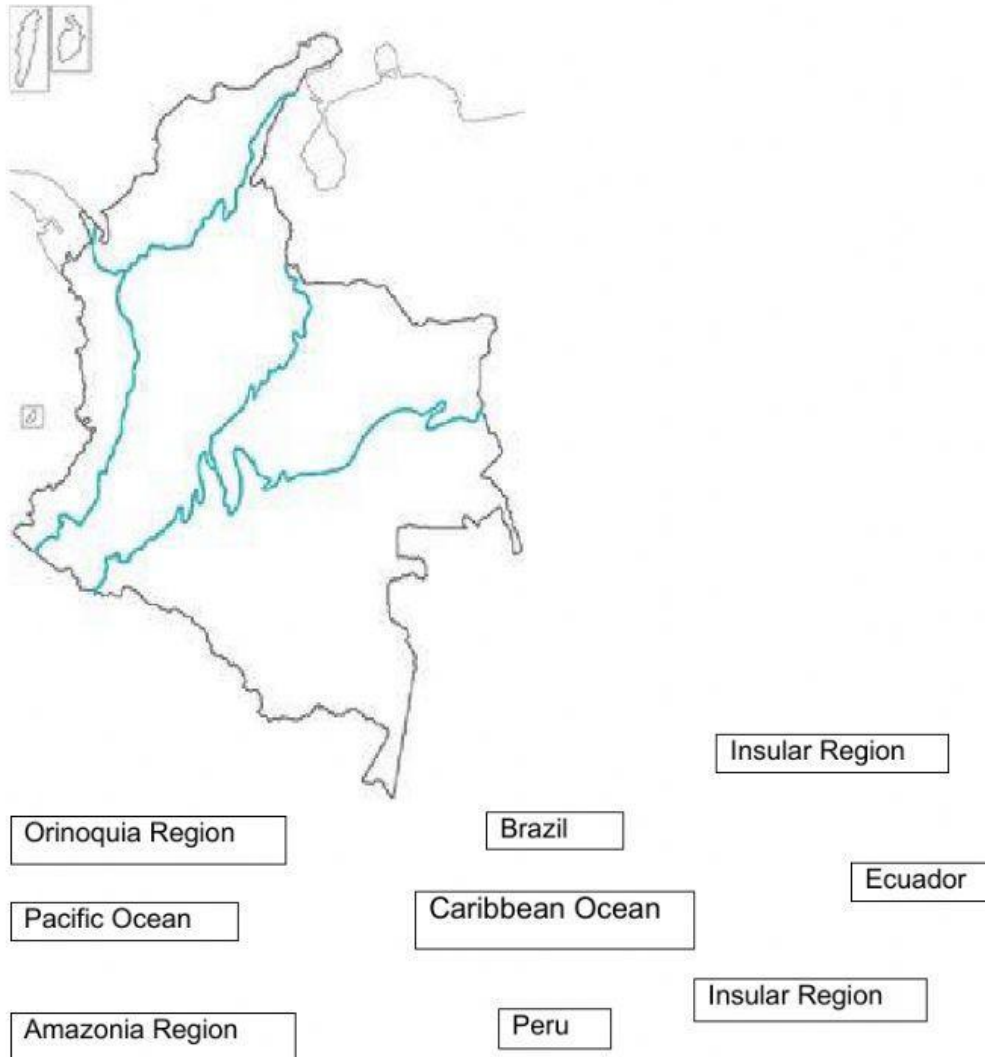 Insular Region
Orinoquia Region
Brazil
Ecuador
Pacific Ocean
Caribbean Ocean
Insular Region
Amazonia Region
Peru